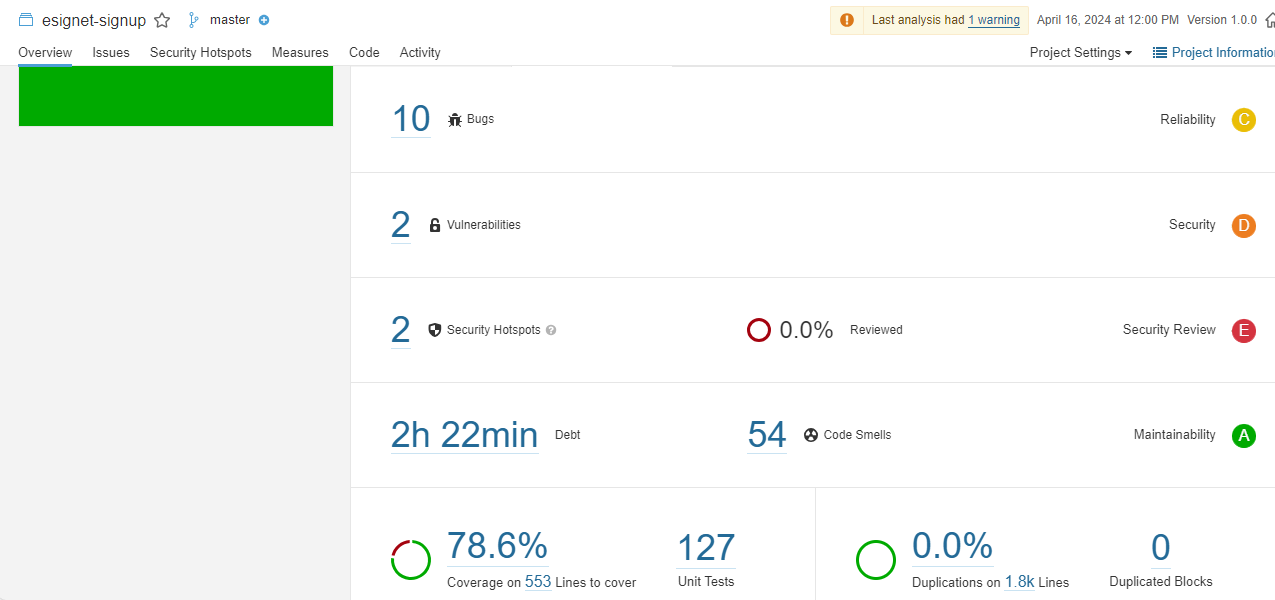 esignet-signup master Last analysis had 1 warning April 16, 2024 at 12:00 PM Version 1.0.0
Overview Issues Security Hotspots Measures Code Activity Project Settings Project Informatio
10 Bugs Reliability C
2 Vulnerabilities Security D
2 Security Hotspots ? 0.0% Reviewed Security Review E
2h 22min Debt 54 Code Smells Maintainability A
78.6% 127 0.0% 0
Coverage on 553 Lines to cover Unit Tests Duplications on 1.8k Lines Duplicated Blocks